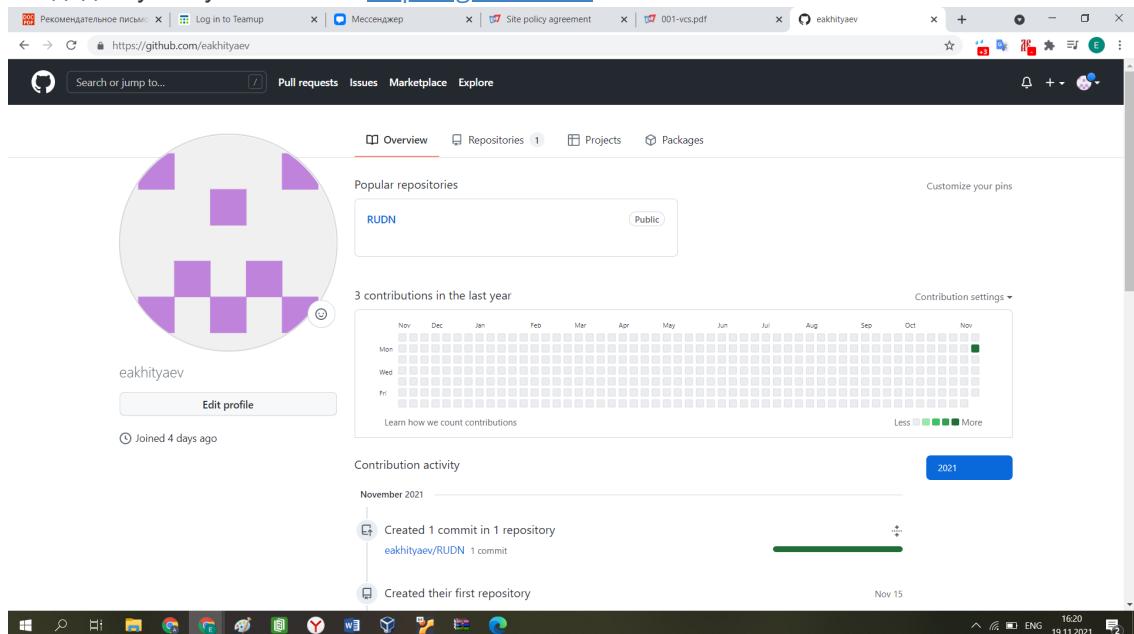 Рекомендательное письмо
Log in to Teamup
Мессенджер
Site policy agreement
001-vcs.pdf
eakhityaev
https://github.com/eakhityaev
+3
E
Search or jump to...
/
Pull requests Issues Marketplace Explore
Overview
Repositories 1
Projects
Packages
Popular repositories
Customize your pins
RUDN
Public
3 contributions in the last year
Contribution settings
Nov Dec Jan Feb Mar Apr May Jun Jul Aug Sep Oct Nov
Mon
Wed
Fri
Learn how we count contributions
Less More
eakhityaev
Edit profile
Joined 4 days ago
Contribution activity
2021
November 2021
Created 1 commit in 1 repository
eakhityaev/RUDN 1 commit
Created their first repository
Nov 15
ENG
16:20
19.11.2021
2